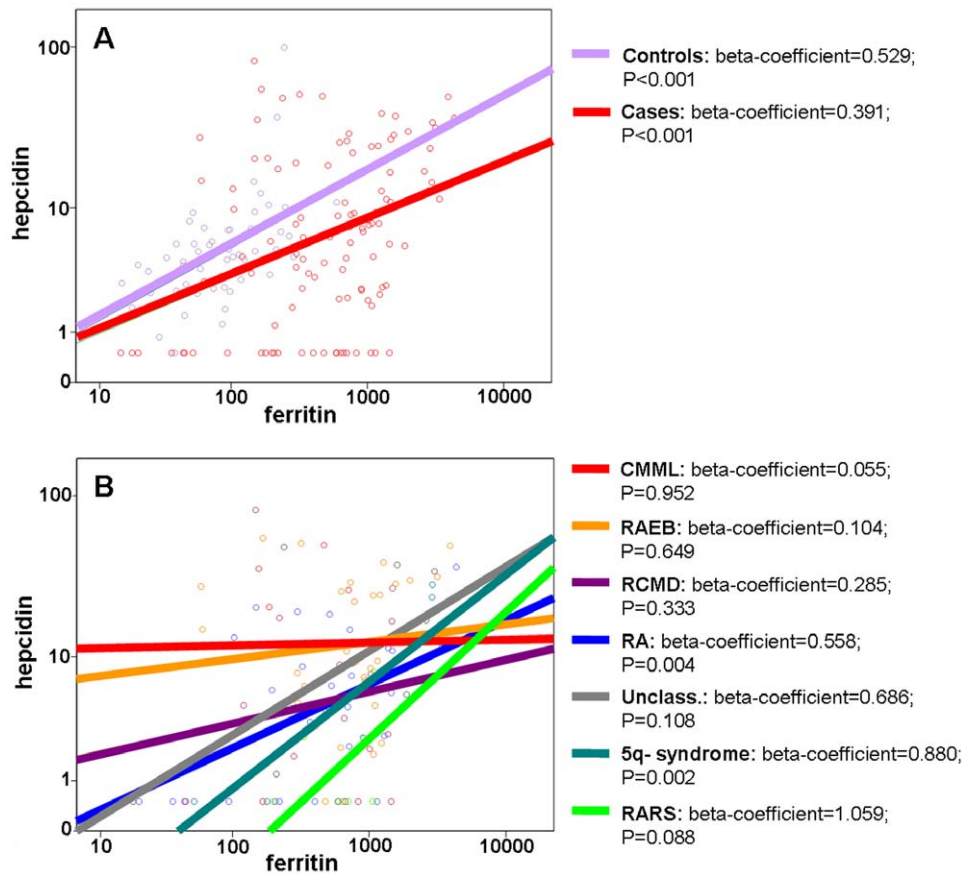 A
100
10
1
0
hepcidin
10 100 1000 10000
ferritin
Controls: beta-coefficient=0.529;
P<0.001
Cases: beta-coefficient=0.391;
P<0.001
B
100
10
1
0
hepcidin
10 100 1000 10000
ferritin
CMML: beta-coefficient=0.055;
P=0.952
RAEB: beta-coefficient=0.104;
P=0.649
RCMD: beta-coefficient=0.285;
P=0.333
RA: beta-coefficient=0.558;
P=0.004
Unclass.: beta-coefficient=0.686;
P=0.108
5q- syndrome: beta-coefficient=0.880;
P=0.002
RARS: beta-coefficient=1.059;
P=0.088